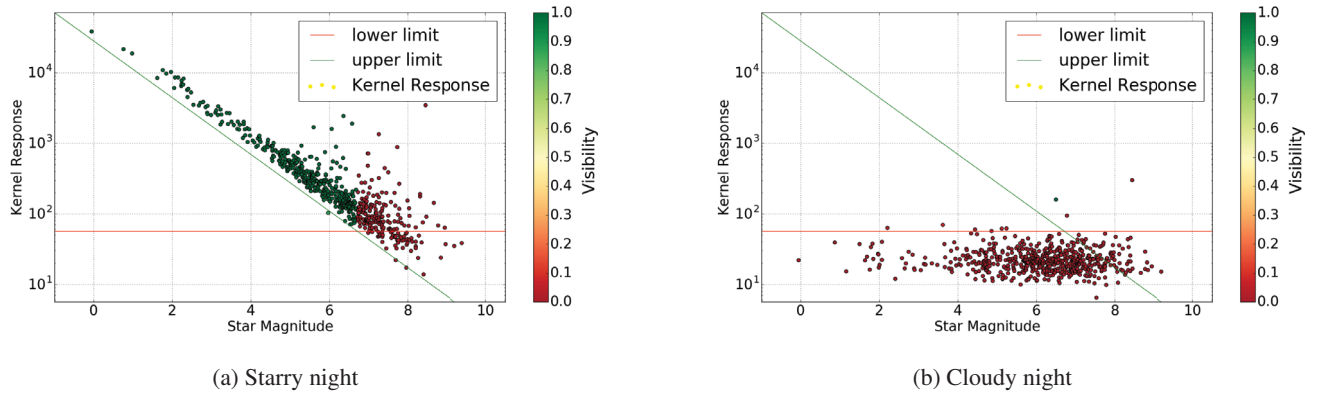 lower limit
upper limit
Kernel Response
10^4
10^3
10^2
10^1
Kernel Response
0 2 4 6 8 10
Star Magnitude
1.0
0.9
0.8
0.7
0.6
0.5
0.4
0.3
0.2
0.1
0.0
Visibility
(a) Starry night
lower limit
upper limit
Kernel Response
10^4
10^3
10^2
10^1
Kernel Response
0 2 4 6 8 10
Star Magnitude
1.0
0.9
0.8
0.7
0.6
0.5
0.4
0.3
0.2
0.1
0.0
Visibility
(b) Cloudy night